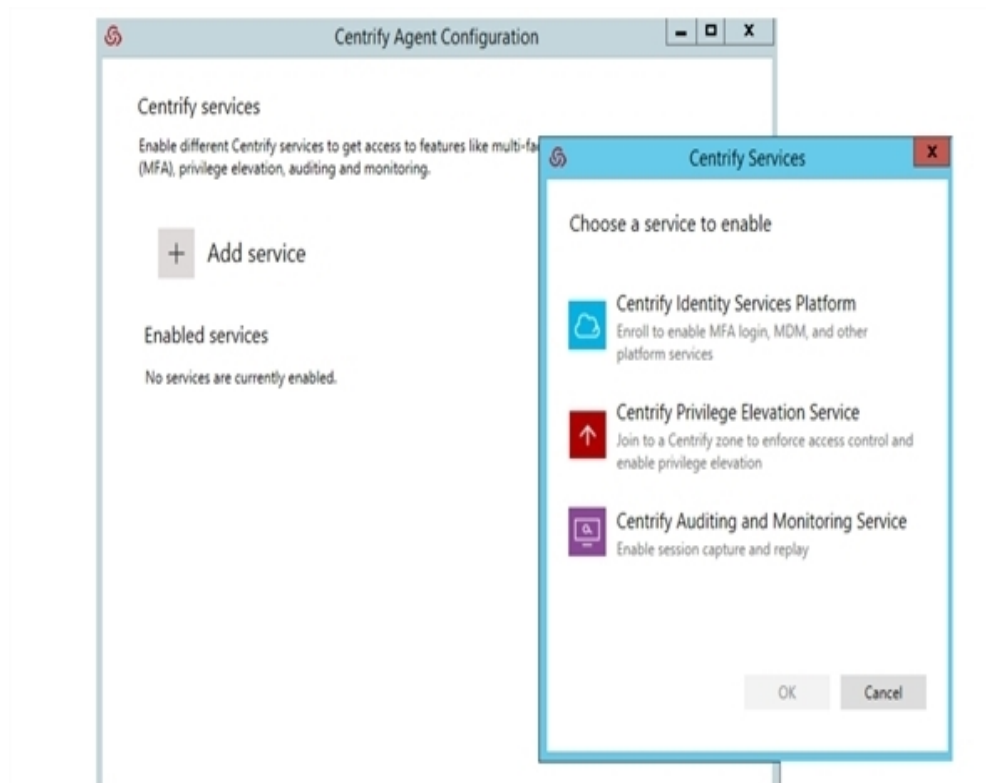 Centrify Agent Configuration
Centrify services
Enable different Centrify services to get access to features like multi-fa
(MFA), privilege elevation, auditing and monitoring.
+ Add service
Enabled services
No services are currently enabled.
Centrify Services
Choose a service to enable
Centrify Identity Services Platform
Enroll to enable MFA login, MDM, and other
platform services
Centrify Privilege Elevation Service
Join to a Centrify zone to enforce access control and
enable privilege elevation
Centrify Auditing and Monitoring Service
Enable session capture and replay
OK Cancel